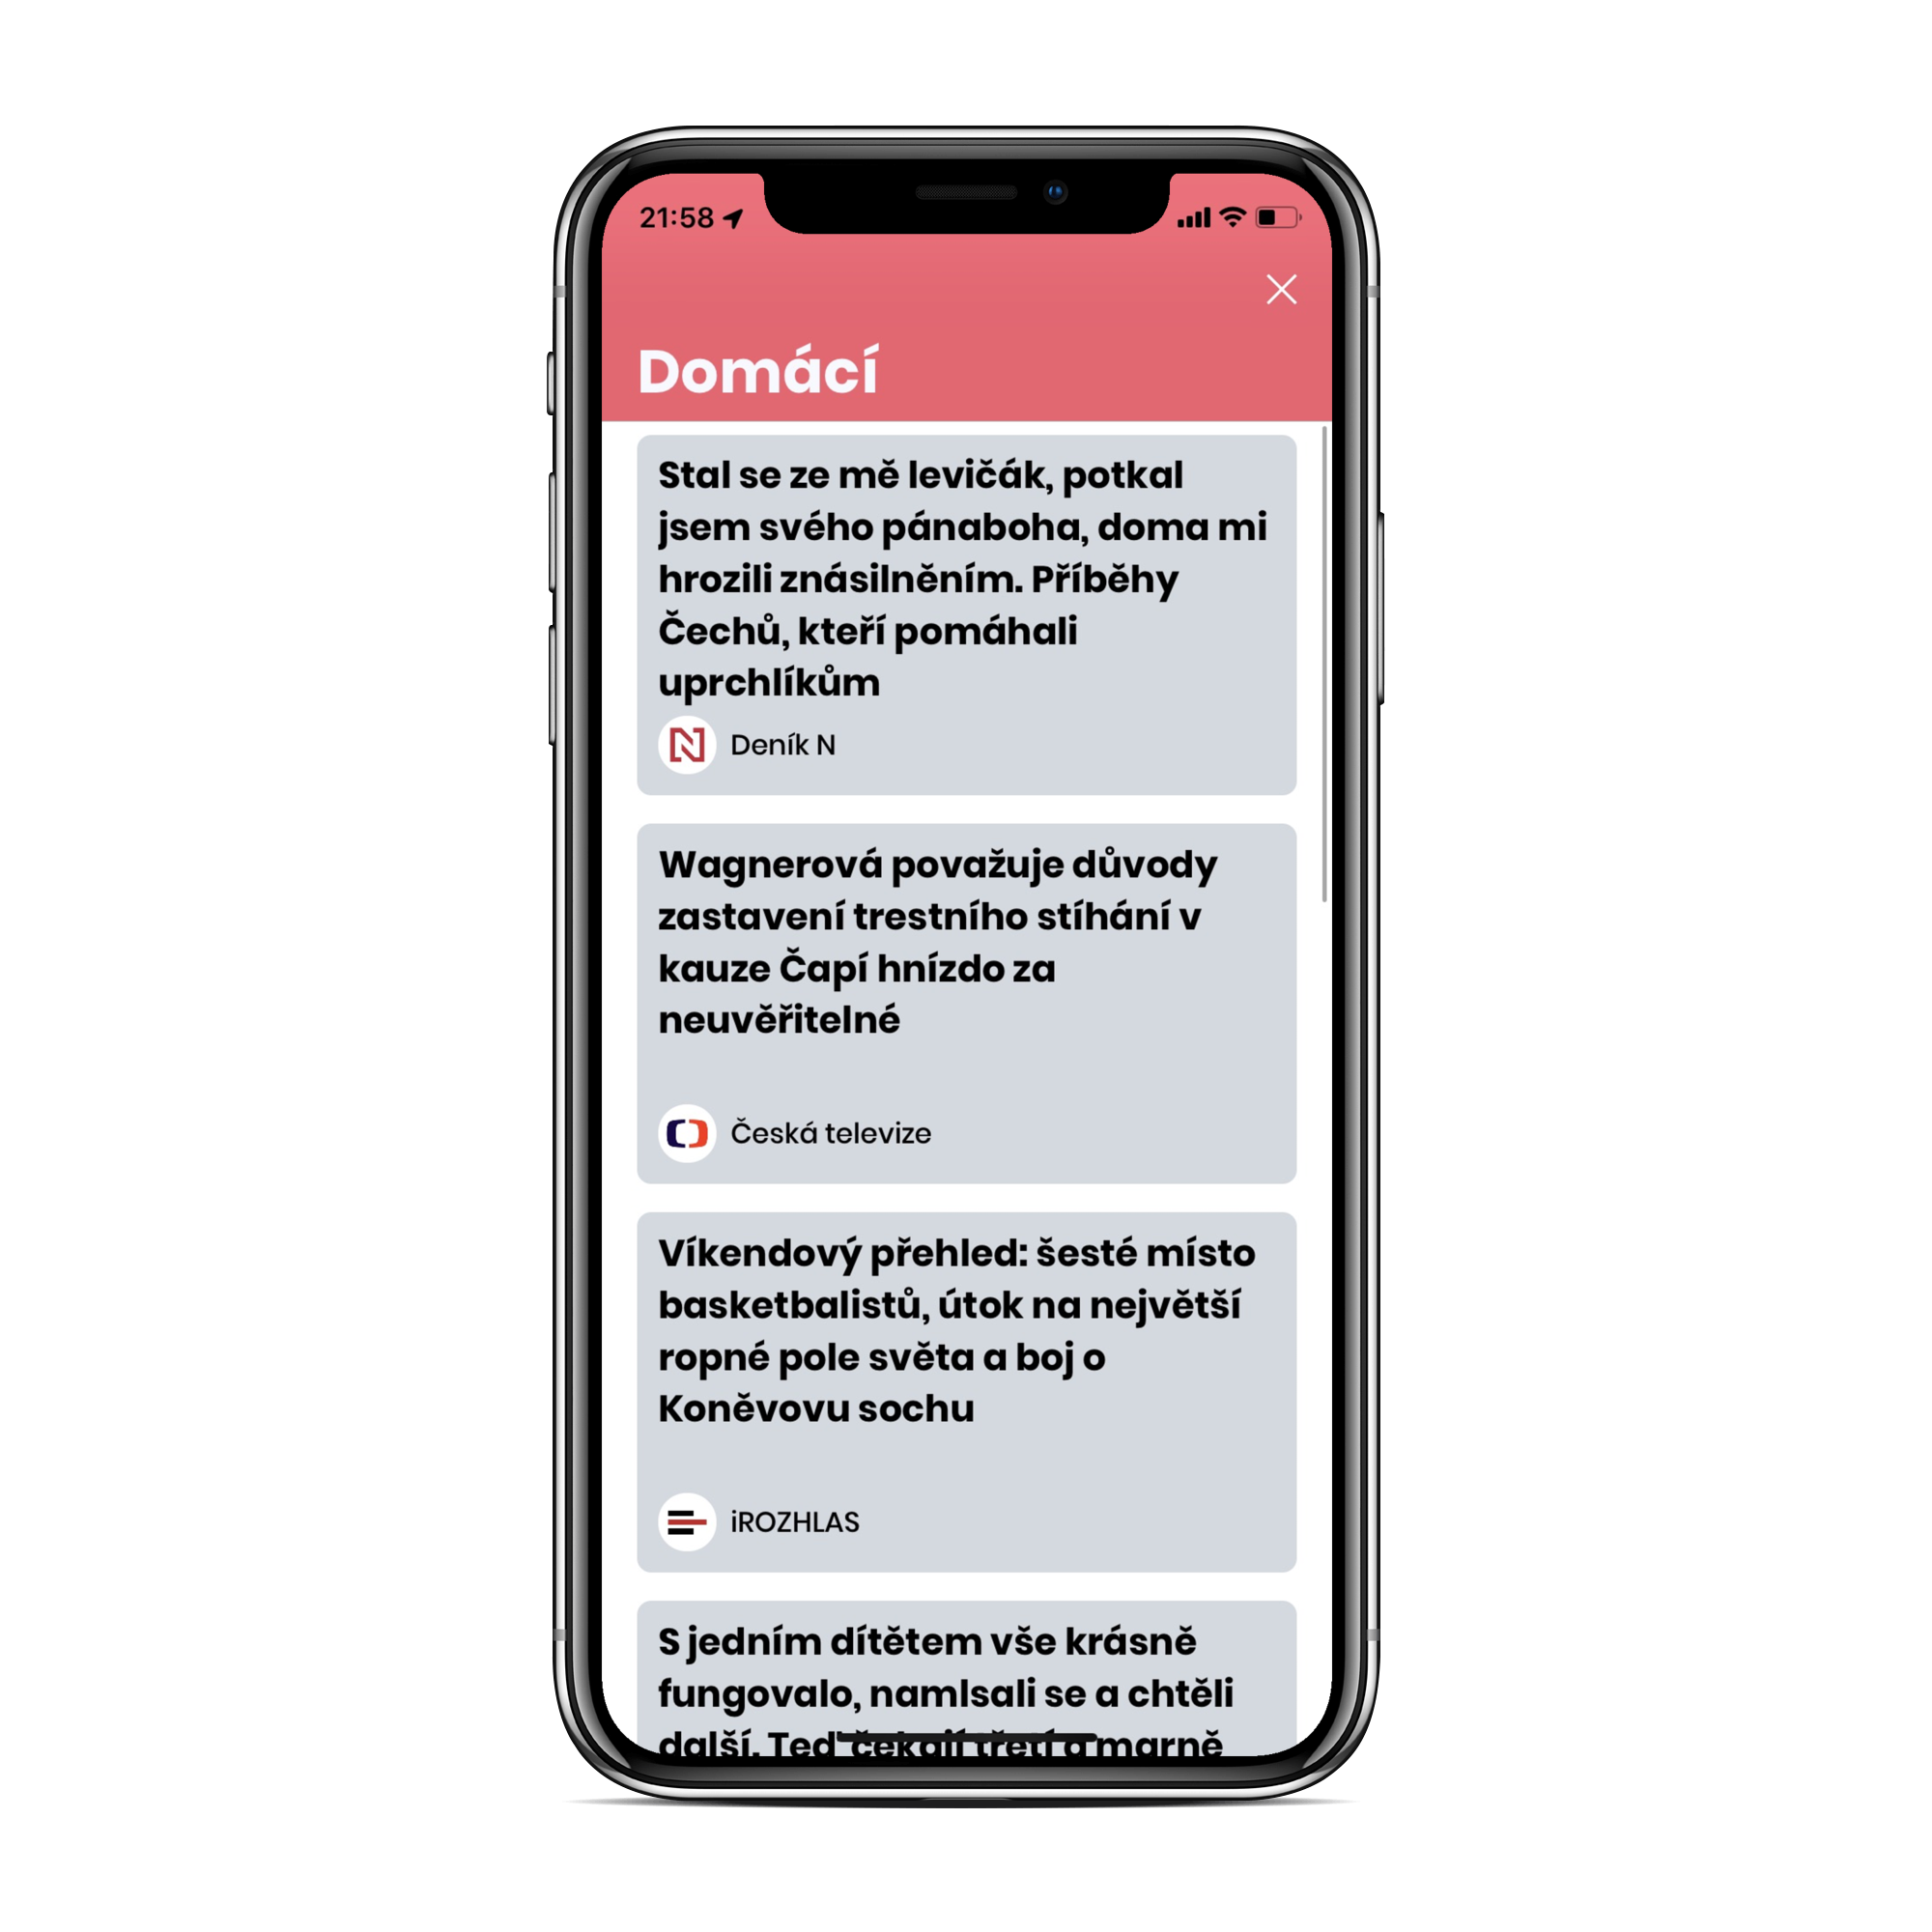 21:58
Domácí
Stal se ze mě levičák, potkal
jsem svého pánaboha, doma mi
hrozili znásilněním. Příběhy
Čechů, kteří pomáhali
uprchlíkům
N Deník N
Wagnerová považuje důvody
zastavení trestního stíhání v
kauze Čapí hnízdo za
neuvěřitelné
Česká televize
Víkendový přehled: šesté místo
basketbalistů, útok na největší
ropné pole světa a boj o
Koněvovu sochu
iROZHLAS
S jedním dítětem vše krásně
fungovalo, namlsali se a chtěli
další. Teď čekají třetí a marně